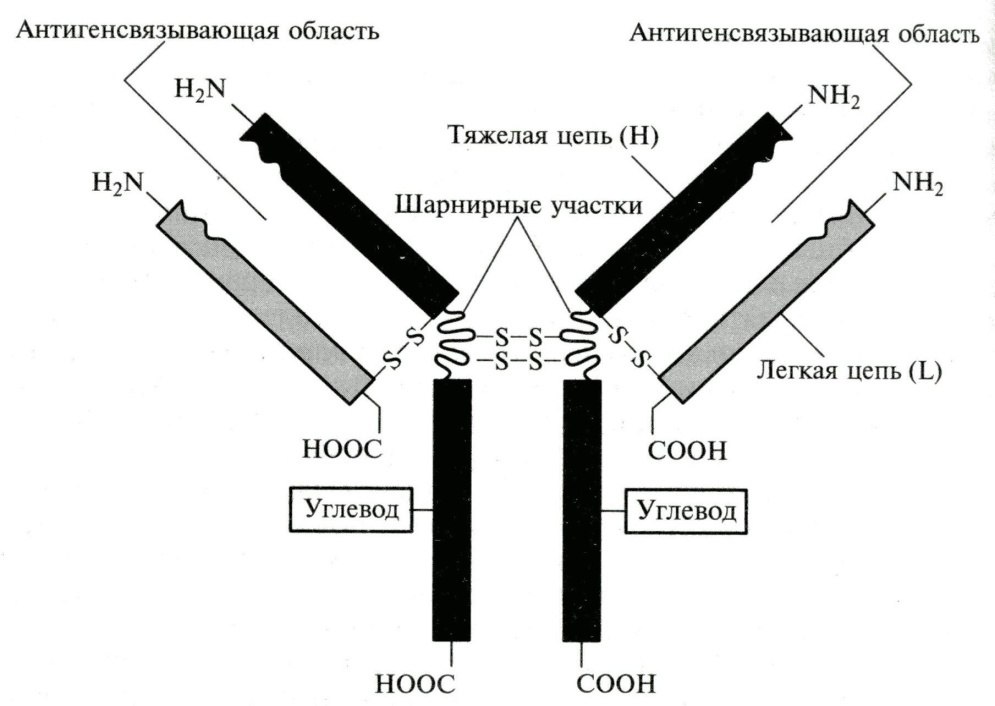 Антигенсвязывающая область
Антигенсвязывающая область
H₂N
NH₂
Тяжелая цепь (H)
H₂N
NH₂
Шарнирные участки
S
S–S
S
S
S–S
S
Легкая цепь (L)
HOOC
COOH
Углевод
Углевод
HOOC
COOH